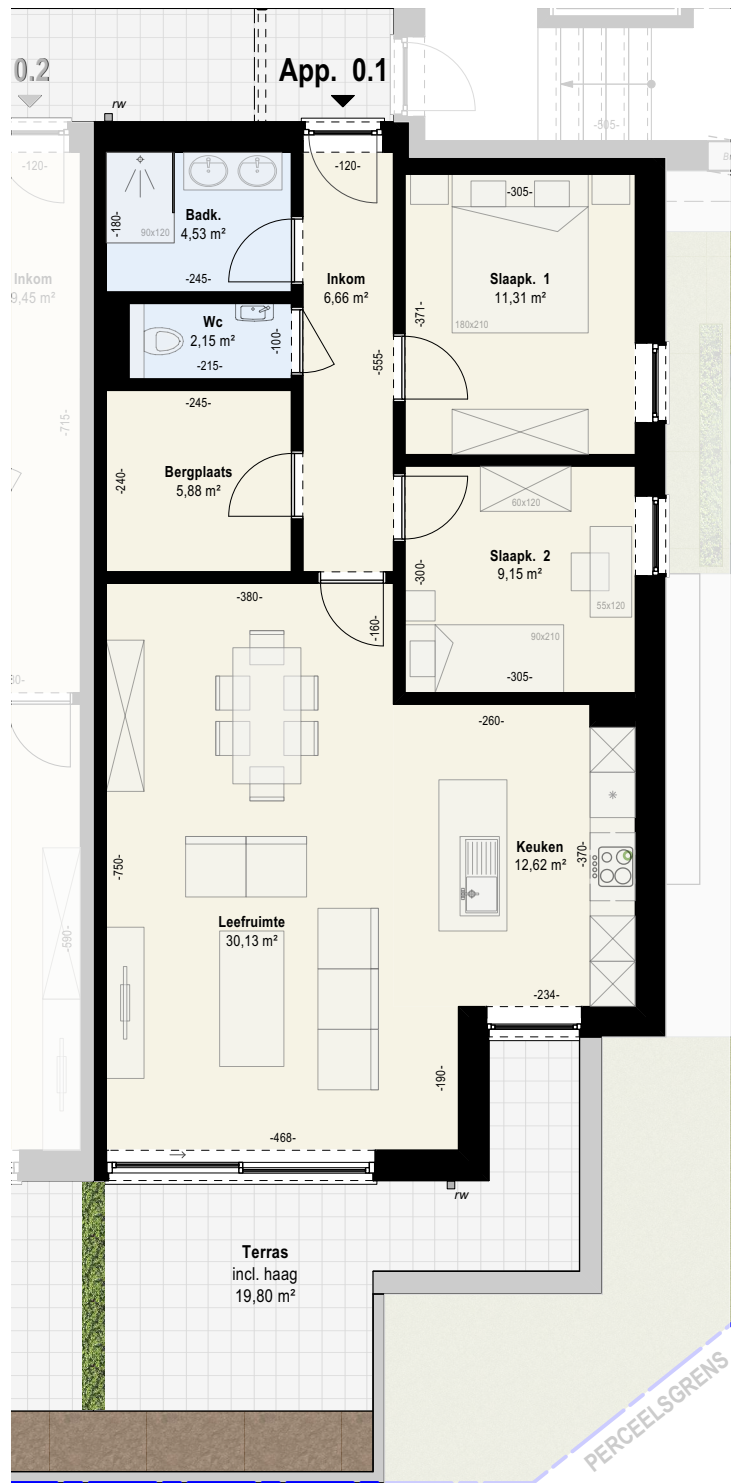 0.2
App. 0.1
rw
-505-
-120-
-120-
-305-
-180-
90x120
Badk.
4,53 m²
-245-
Inkom
9,45 m²
Inkom
6,66 m²
Slaapk. 1
11,31 m²
-371-
180x210
Wc
2,15 m²
-100-
-215-
-555-
-245-
-715-
Bergplaats
5,88 m²
-240-
60x120
Slaapk. 2
9,15 m²
-300-
55x120
-380-
-160-
90x210
-305-
-260-
Keuken
12,62 m²
-370-
-750-
Leefruimte
30,13 m²
-590-
-234-
-190-
-468-
rw
Terras
incl. haag
19,80 m²
PERCEELSGRENS